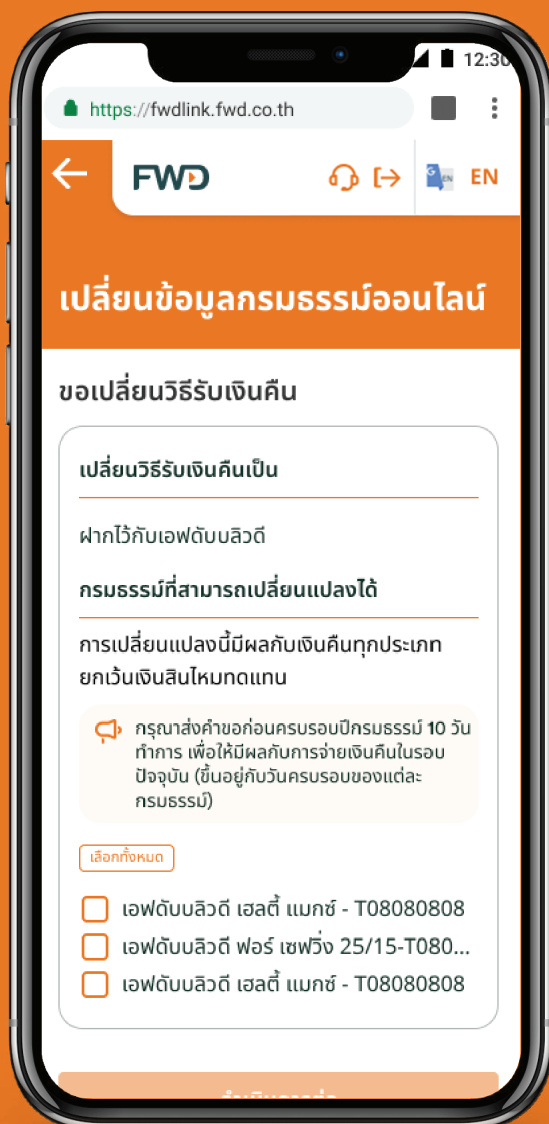 12:30
https://fwdlink.fwd.co.th
FWD
EN
เปลี่ยนข้อมูลกรมธรรม์ออนไลน์
ขอเปลี่ยนวิธีรับเงินคืน
เปลี่ยนวิธีรับเงินคืนเป็น
ฝากไว้กับเอฟดับบลิวดี
กรมธรรม์ที่สามารถเปลี่ยนแปลงได้
การเปลี่ยนแปลงนี้มีผลกับเงินคืนทุกประเภท
ยกเว้นเงินสินไหมทดแทน
กรุณาส่งคำขอก่อนครบรอบปีกรมธรรม์ 10 วัน
ทำการ เพื่อให้มีผลกับการจ่ายเงินคืนในรอบ
ปัจจุบัน (ขึ้นอยู่กับวันครบรอบของแต่ละ
กรมธรรม์)
เลือกทั้งหมด
เอฟดับบลิวดี เฮลตี้ แมกซ์ - T08080808
เอฟดับบลิวดี ฟอร์ เซฟวิ่ง 25/15-T080...
เอฟดับบลิวดี เฮลตี้ แมกซ์ - T08080808